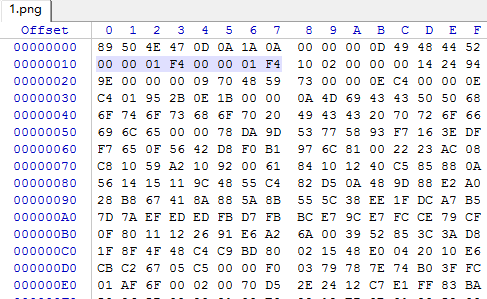 1.png
Offset 0 1 2 3 4 5 6 7 8 9 A B C D E F
00000000 89 50 4E 47 0D 0A 1A 0A 00 00 00 0D 49 48 44 52
00000010 00 00 01 F4 00 00 01 F4 10 02 00 00 00 14 24 94
00000020 9E 00 00 00 09 70 48 59 73 00 00 0E C4 00 00 0E
00000030 C4 01 95 2B 0E 1B 00 00 0A 4D 69 43 43 50 50 68
00000040 6F 74 6F 73 68 6F 70 20 49 43 43 20 70 72 6F 66
00000050 69 6C 65 00 00 78 DA 9D 53 77 58 93 F7 16 3E DF
00000060 F7 65 0F 56 42 D8 F0 B1 97 6C 81 00 22 23 AC 08
00000070 C8 10 59 A2 10 92 00 61 84 10 12 40 C5 85 88 0A
00000080 56 14 15 11 9C 48 55 C4 82 D5 0A 48 9D 88 E2 A0
00000090 28 B8 67 41 8A 88 5A 8B 55 5C 38 EE 1F DC A7 B5
000000A0 7D 7A EF ED ED FB D7 FB BC E7 9C E7 FC CE 79 CF
000000B0 0F 80 11 12 26 91 E6 A2 6A 00 39 52 85 3C 3A D8
000000C0 1F 8F 4F 48 C4 C9 BD 80 02 15 48 E0 04 20 10 E6
000000D0 CB C2 67 05 C5 00 00 F0 03 79 78 7E 74 B0 3F FC
000000E0 01 AF 6F 00 02 00 70 D5 2E 24 12 C7 E1 FF 83 BA